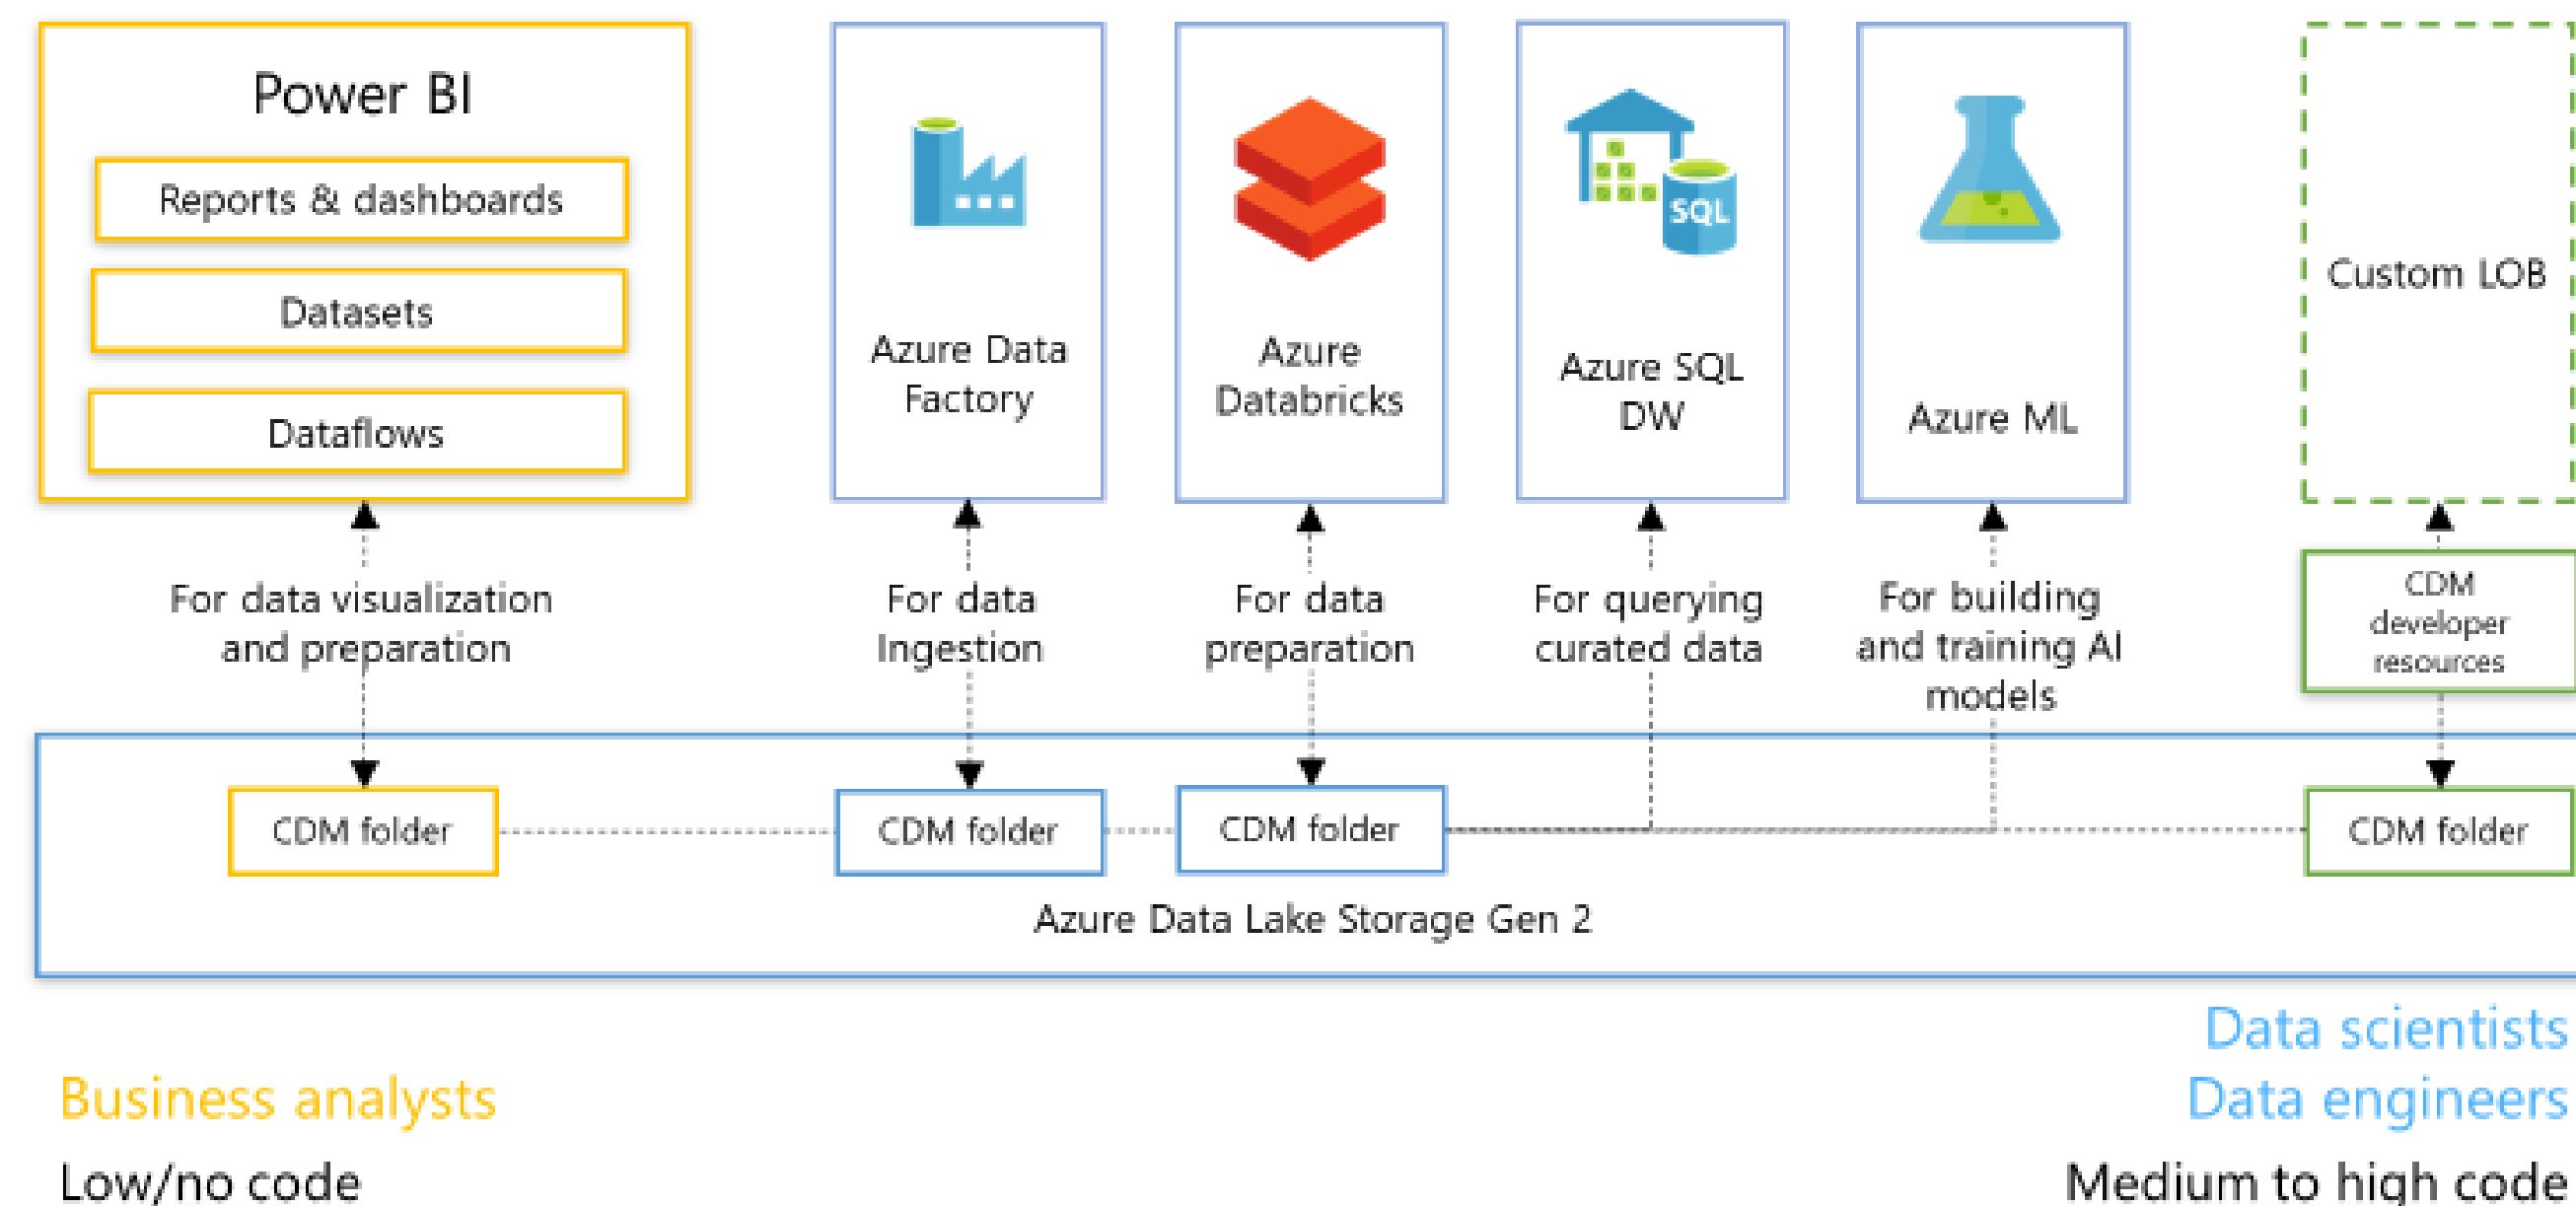 Power BI
Reports & dashboards
Datasets
Dataflows
Azure Data
Factory
Azure
Databricks
SQL
Azure SQL
DW
Azure ML
Custom LOB
For data visualization
and preparation
For data
Ingestion
For data
preparation
For querying
curated data
For building
and training AI
models
CDM
developer
resources
CDM folder
CDM folder
CDM folder
CDM folder
Azure Data Lake Storage Gen 2
Business analysts
Low/no code
Data scientists
Data engineers
Medium to high code